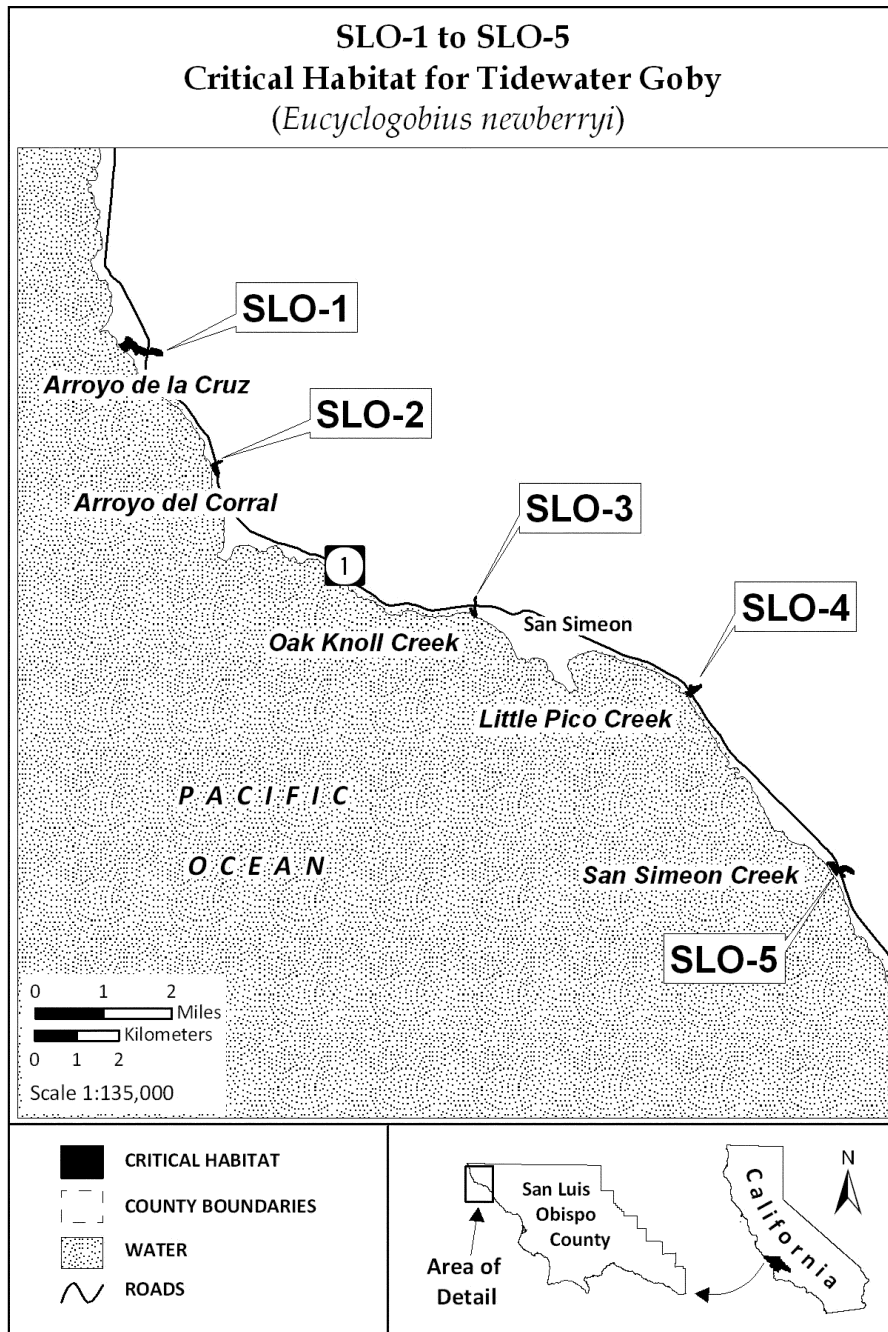 SLO-1 to SLO-5
Critical Habitat for Tidewater Goby
(Eucyclogobius newberryi)
SLO-1
Arroyo de la Cruz
SLO-2
Arroyo del Corral
SLO-3
1
San Simeon
Oak Knoll Creek
SLO-4
Little Pico Creek
PACIFIC
OCEAN
San Simeon Creek
SLO-5
0 1 2
Miles
Kilometers
0 1 2
Scale 1:135,000
CRITICAL HABITAT
COUNTY BOUNDARIES
WATER
ROADS
San Luis
Obispo
County
Area of
Detail
California
N